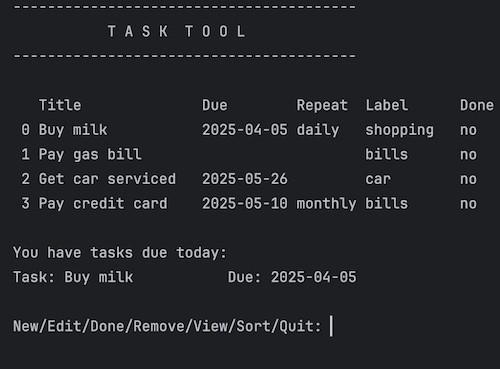 ----------------------------------------
T A S K  T O O L
----------------------------------------
Title Due Repeat Label Done
0 Buy milk 2025-04-05 daily shopping no
1 Pay gas bill bills no
2 Get car serviced 2025-05-26 car no
3 Pay credit card 2025-05-10 monthly bills no
You have tasks due today:
Task: Buy milk Due: 2025-04-05
New/Edit/Done/Remove/View/Sort/Quit: